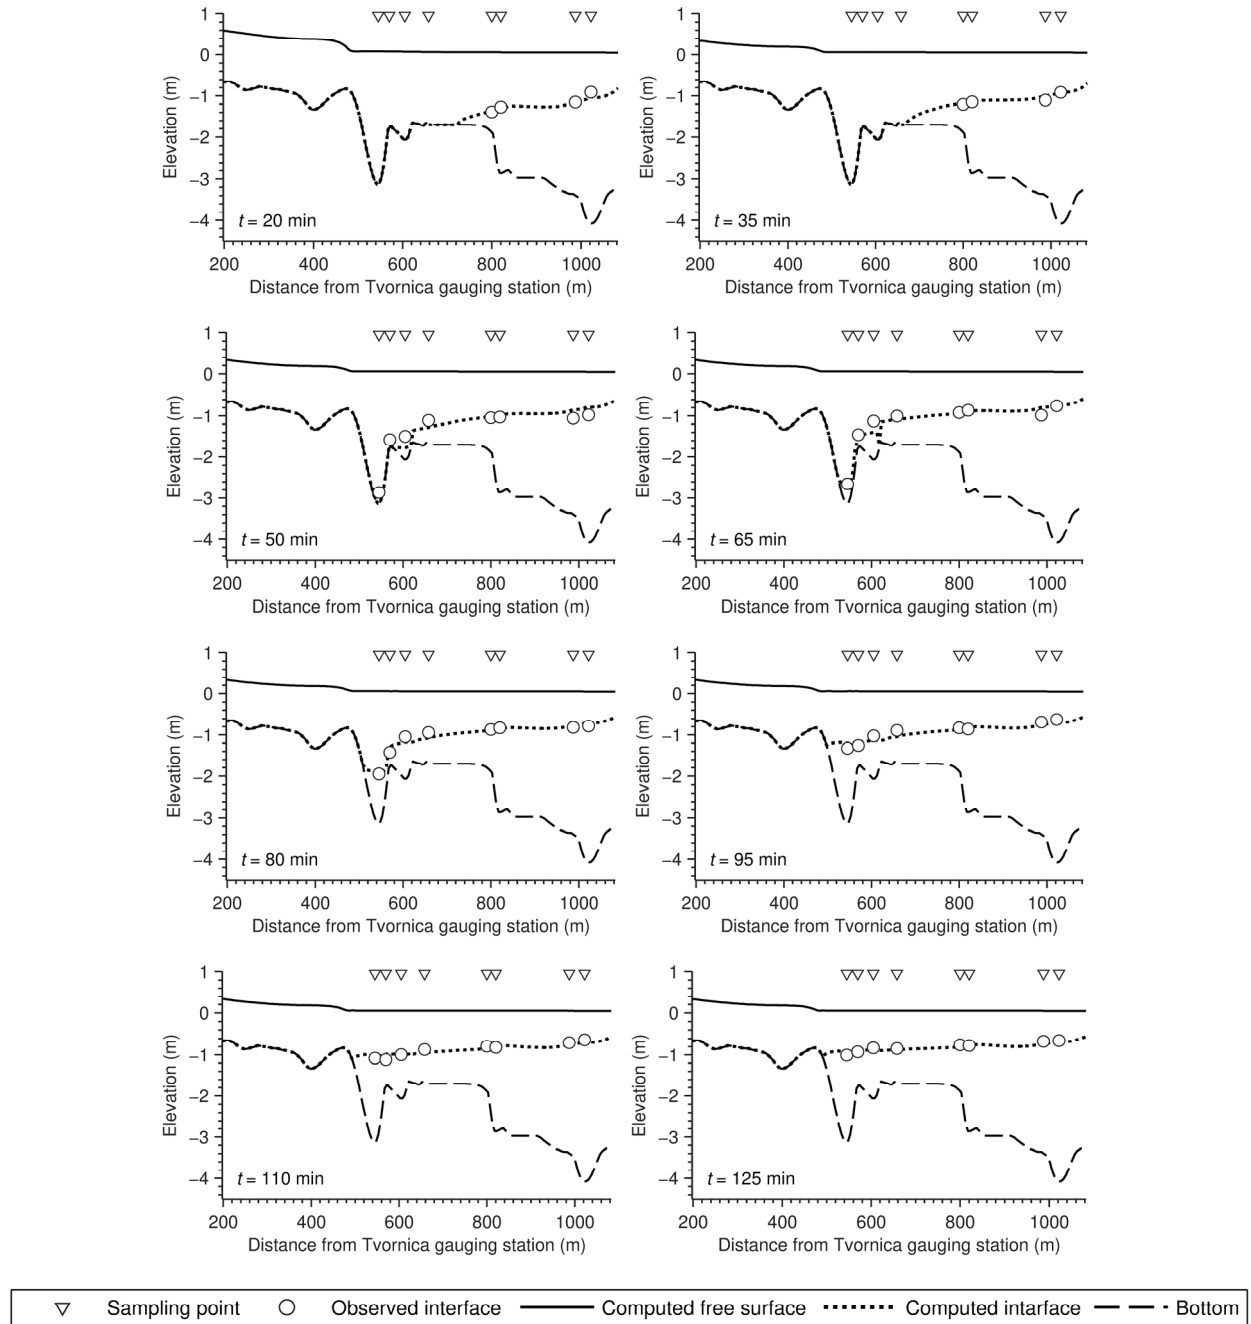 1
0
−1
−2
−3
−4
Elevation (m)
t = 20 min
200 400 600 800 1000
Distance from Tvornica gauging station (m)
1
0
−1
−2
−3
−4
Elevation (m)
t = 35 min
200 400 600 800 1000
Distance from Tvornica gauging station (m)
1
0
−1
−2
−3
−4
Elevation (m)
t = 50 min
200 400 600 800 1000
Distance from Tvornica gauging station (m)
1
0
−1
−2
−3
−4
Elevation (m)
t = 65 min
200 400 600 800 1000
Distance from Tvornica gauging station (m)
1
0
−1
−2
−3
−4
Elevation (m)
t = 80 min
200 400 600 800 1000
Distance from Tvornica gauging station (m)
1
0
−1
−2
−3
−4
Elevation (m)
t = 95 min
200 400 600 800 1000
Distance from Tvornica gauging station (m)
1
0
−1
−2
−3
−4
Elevation (m)
t = 110 min
200 400 600 800 1000
Distance from Tvornica gauging station (m)
1
0
−1
−2
−3
−4
Elevation (m)
t = 125 min
200 400 600 800 1000
Distance from Tvornica gauging station (m)
Sampling point Observed interface Computed free surface Computed intarface Bottom